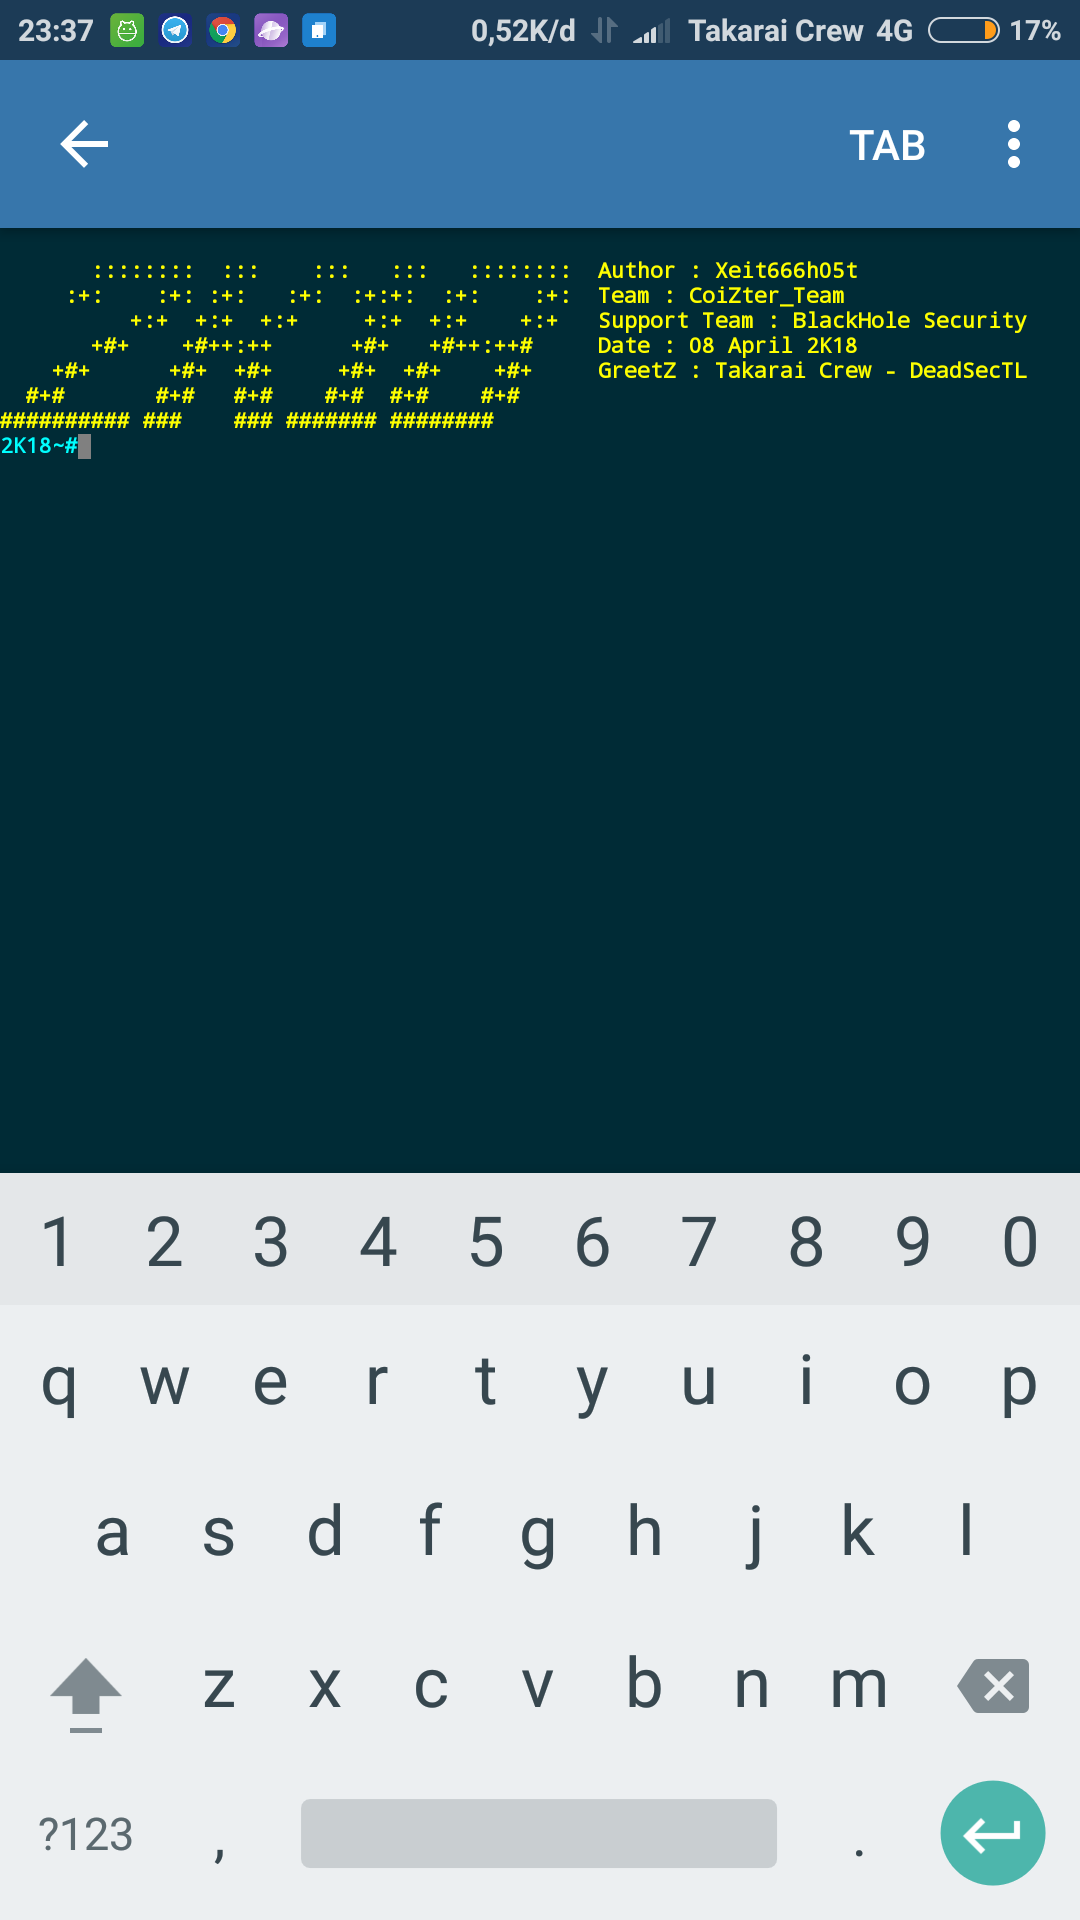 23:37 0,52K/d Takarai Crew 4G 17%
TAB
:::::::: ::: ::: ::: :::::::: Author : Xeit666h05t
:+: :+: :+: :+: :+:+: :+: :+: Team : CoiZter_Team
+:+ +:+ +:+ +:+ +:+ +:+ Support Team : BlackHole Security
+#+ +#++:++ +#+ +#++:++# Date : 08 April 2K18
+#+ +#+ +#+ +#+ +#+ +#+ GreetZ : Takarai Crew - DeadSecTL
#+# #+# #+# #+# #+# #+#
########## ### ### ####### ########
2K18~#
1 2 3 4 5 6 7 8 9 0
q w e r t y u i o p
a s d f g h j k l
z x c v b n m
?123 , .